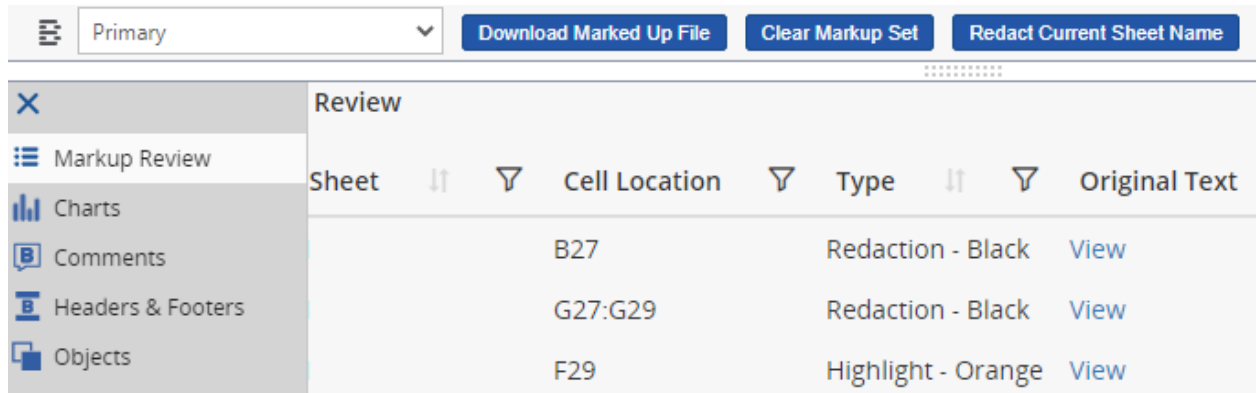 Primary
Download Marked Up File
Clear Markup Set
Redact Current Sheet Name
Review
Markup Review
Charts
Comments
Headers & Footers
Objects
Sheet Cell Location Type Original Text
B27 Redaction - Black View
G27:G29 Redaction - Black View
F29 Highlight - Orange View